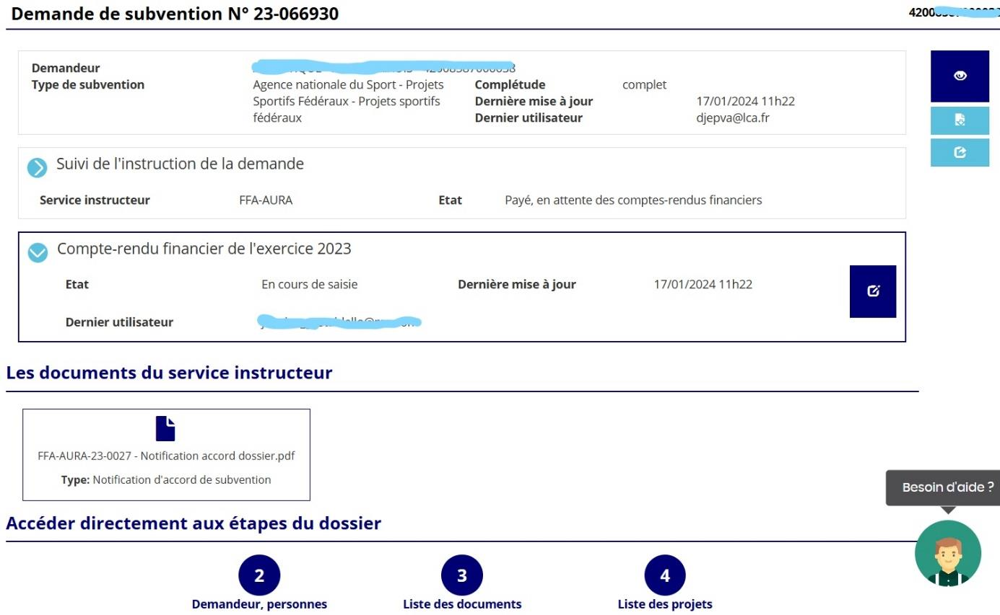 Demande de subvention N° 23-066930
Demandeur
Type de subvention
Agence nationale du Sport - Projets
Sportifs Fédéraux - Projets sportifs
fédéraux
Complétude complet
Dernière mise à jour 17/01/2024 11h22
Dernier utilisateur djepva@lca.fr
Suivi de l'instruction de la demande
Service instructeur FFA-AURA Etat Payé, en attente des comptes-rendus financiers
Compte-rendu financier de l'exercice 2023
Etat En cours de saisie Dernière mise à jour 17/01/2024 11h22
Dernier utilisateur
Les documents du service instructeur
FFA-AURA-23-0027 - Notification accord dossier.pdf
Type: Notification d'accord de subvention
Besoin d'aide ?
Accéder directement aux étapes du dossier
2 3 4
Demandeur, personnes Liste des documents Liste des projets